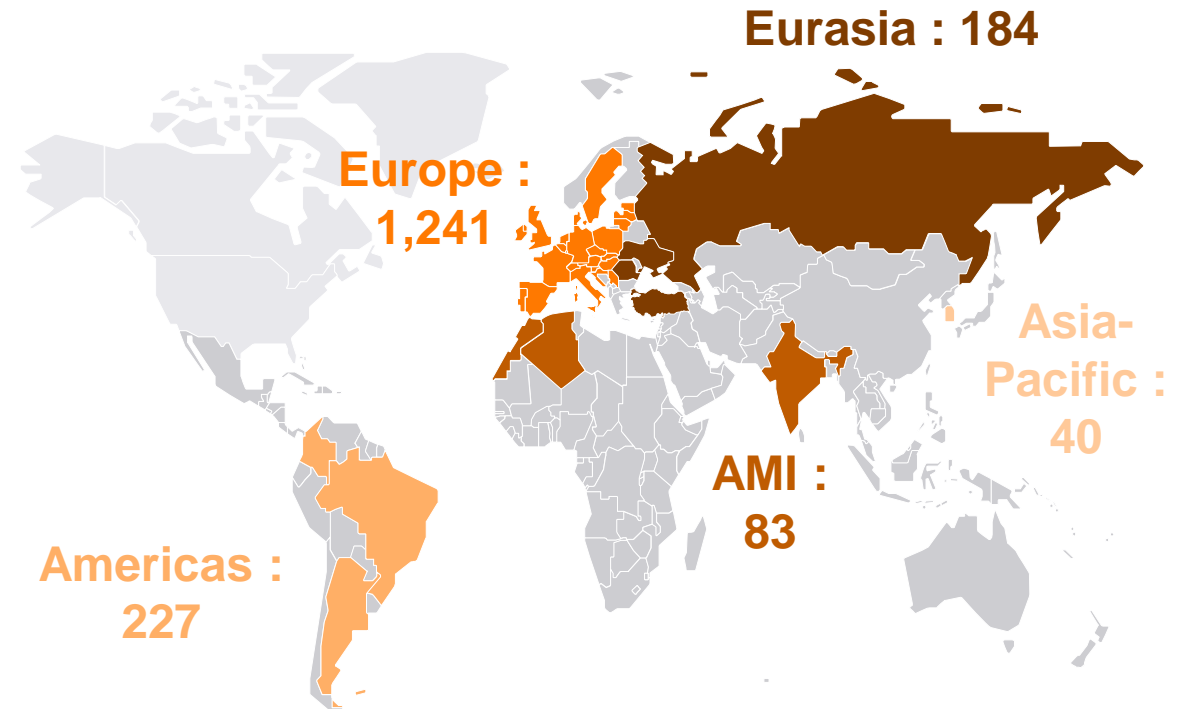 Eurasia : 184
Europe :
1,241
Asia-
Pacific :
40
AMI :
83
Americas :
227